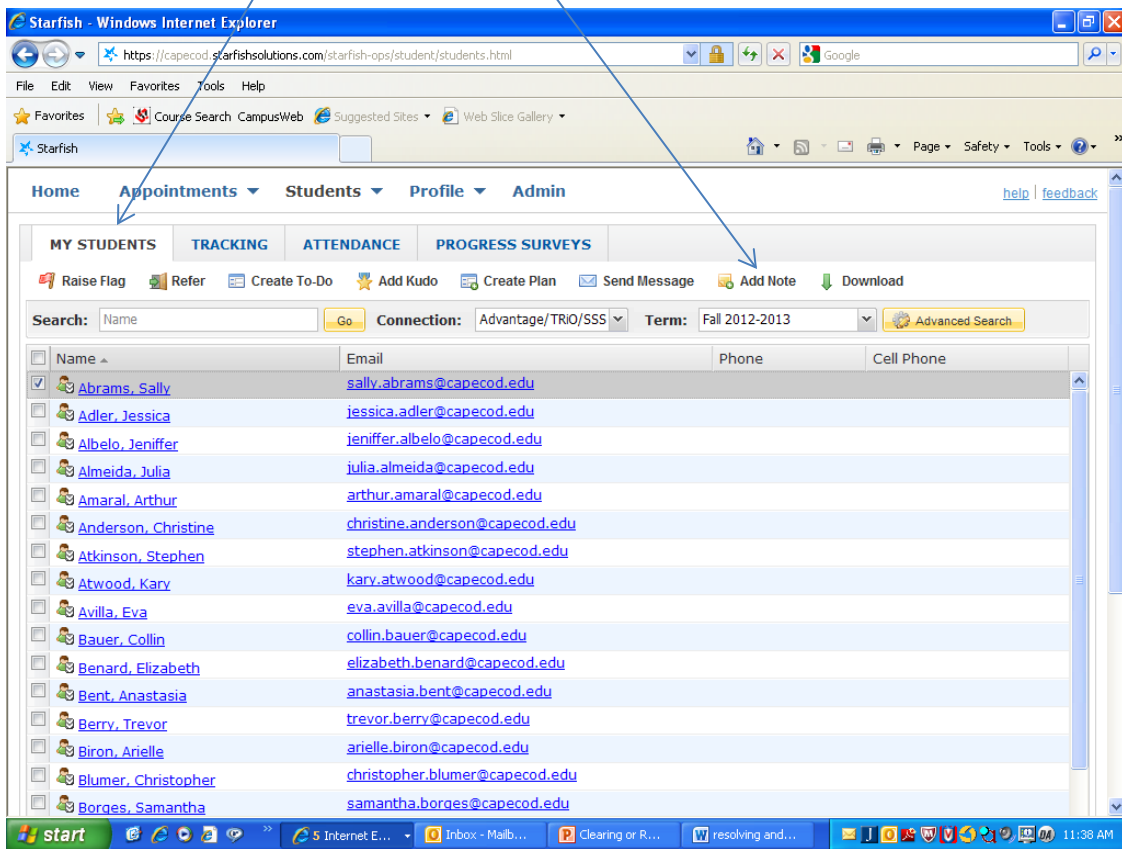 Starfish - Windows Internet Explorer
https://capecod.starfishsolutions.com/starfish-ops/student/students.html Google
File Edit View Favorites Tools Help
Favorites Course Search CampusWeb Suggested Sites Web Slice Gallery
Starfish Page Safety Tools »
Home Appointments Students Profile Admin help | feedback
MY STUDENTS TRACKING ATTENDANCE PROGRESS SURVEYS
Raise Flag Refer Create To-Do Add Kudo Create Plan Send Message Add Note Download
Search: Name Go Connection: Advantage/TRiO/SSS Term: Fall 2012-2013 Advanced Search
Name Email Phone Cell Phone
Abrams, Sally sally.abrams@capecod.edu
Adler, Jessica jessica.adler@capecod.edu
Albelo, Jeniffer jeniffer.albelo@capecod.edu
Almeida, Julia julia.almeida@capecod.edu
Amaral, Arthur arthur.amaral@capecod.edu
Anderson, Christine christine.anderson@capecod.edu
Atkinson, Stephen stephen.atkinson@capecod.edu
Atwood, Kary kary.atwood@capecod.edu
Avilla, Eva eva.avilla@capecod.edu
Bauer, Collin collin.bauer@capecod.edu
Benard, Elizabeth elizabeth.benard@capecod.edu
Bent, Anastasia anastasia.bent@capecod.edu
Berry, Trevor trevor.berry@capecod.edu
Biron, Arielle arielle.biron@capecod.edu
Blumer, Christopher christopher.blumer@capecod.edu
Borges, Samantha samantha.borges@capecod.edu
start » 5 Internet E... Inbox - Mailb... Clearing or R... resolving and... 11:38 AM